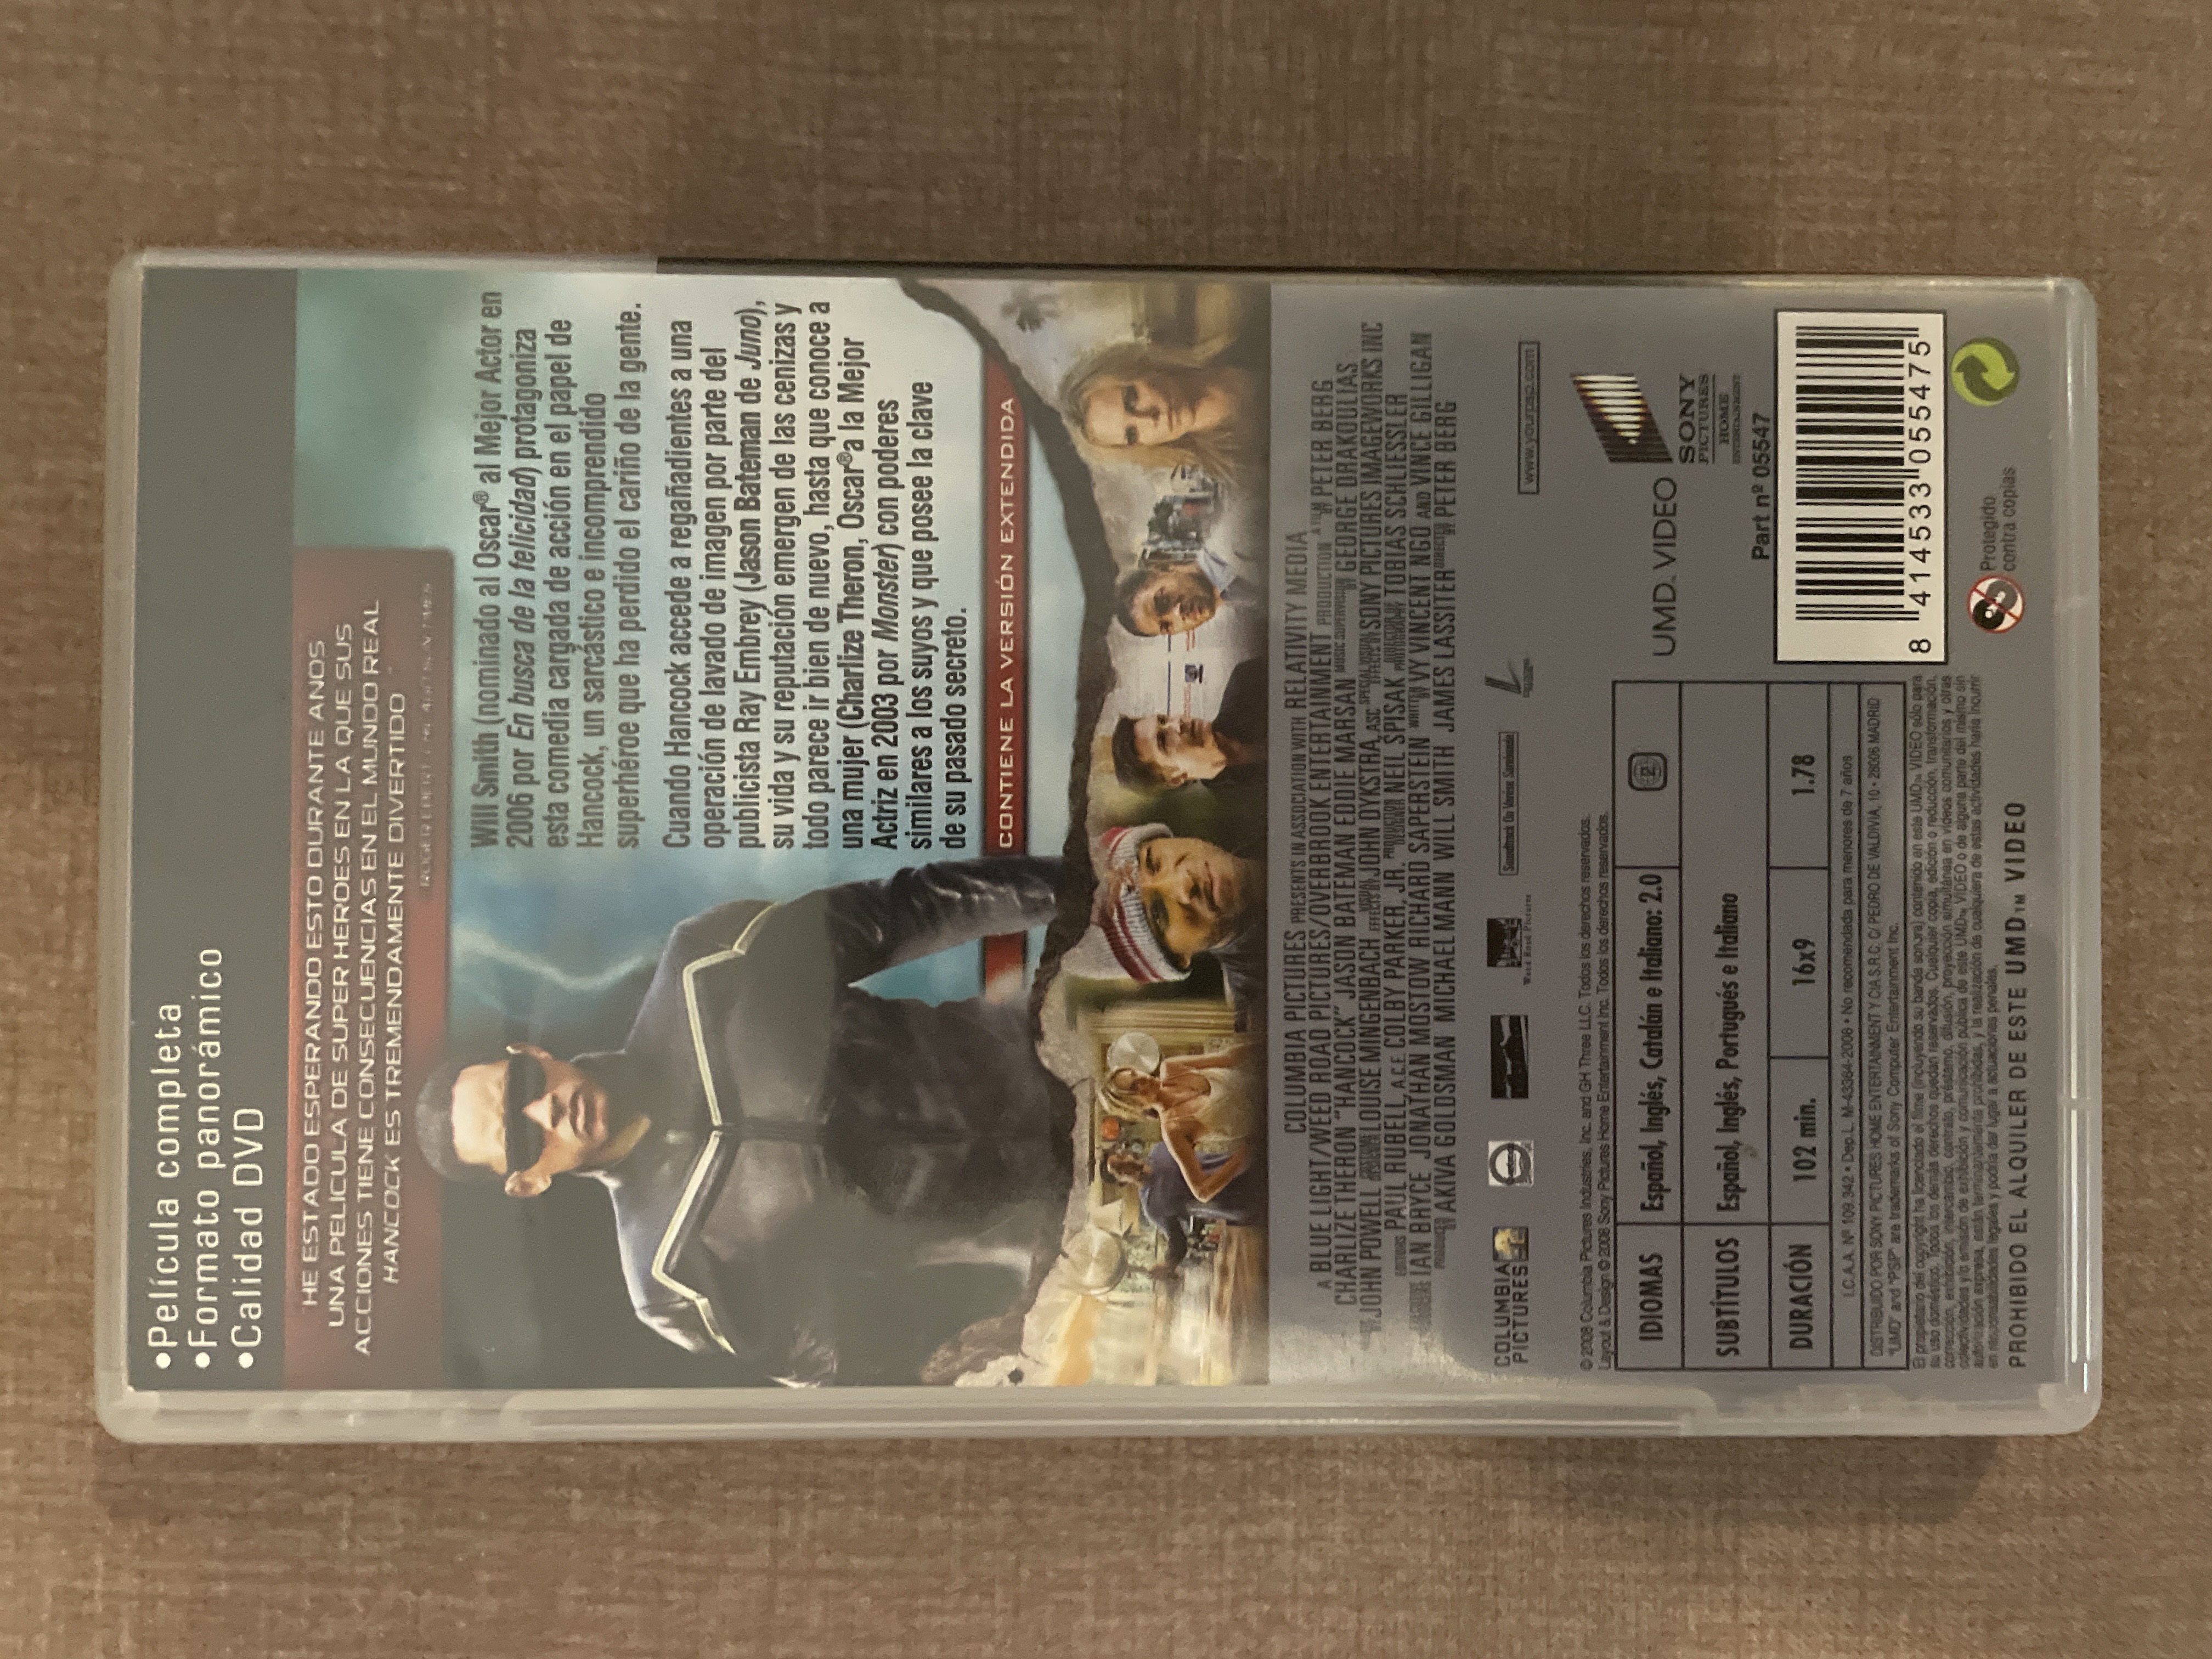 •Película completa
•Formato panorámico
•Calidad DVD
"HE ESTADO ESPERANDO ESTO DURANTE AÑOS
UNA PELICULA DE SUPER HEROES EN LA QUE SUS
ACCIONES TIENE CONSECUENCIAS EN EL MUNDO REAL
HANCOCK ES TREMENDAMENTE DIVERTIDO "
ROGER EBERT, CHICAGO SUN TIMES
Will Smith (nominado al Oscar® al Mejor Actor en
2006 por En busca de la felicidad) protagoniza
esta comedia cargada de acción en el papel de
Hancock, un sarcástico e incomprendido
superhéroe que ha perdido el cariño de la gente.
Cuando Hancock accede a regañadientes a una
operación de lavado de imagen por parte del
publicista Ray Embrey (Jason Bateman de Juno),
su vida y su reputación emergen de las cenizas y
todo parece ir bien de nuevo, hasta que conoce a
una mujer (Charlize Theron, Oscar®a la Mejor
Actriz en 2003 por Monster) con poderes
similares a los suyos y que posee la clave
de su pasado secreto.
CONTIENE LA VERSIÓN EXTENDIDA
COLUMBIA PICTURES PRESENTS IN ASSOCIATION WITH RELATIVITY MEDIA
A BLUE LIGHT/WEED ROAD PICTURES/OVERBROOK ENTERTAINMENT PRODUCTION A FILM BY PETER BERG
CHARLIZE THERON "HANCOCK" JASON BATEMAN EDDIE MARSAN MUSIC SUPERVISION BY GEORGE DRAKOULIAS
JOHN POWELL COSTUME DESIGNER LOUISE MINGENBACH VISUAL EFFECTS BY JOHN DYKSTRA, ASC SPECIAL VISUAL EFFECTS BY SONY PICTURES IMAGEWORKS INC
EDITORS PAUL RUBELL, A.C.E. COLBY PARKER, JR. PRODUCTION DESIGNER NEIL SPISAK DIRECTOR OF PHOTOGRAPHY TOBIAS SCHLIESSLER
EXECUTIVE PRODUCERS IAN BRYCE JONATHAN MOSTOW RICHARD SAPERSTEIN WRITTEN BY VY VINCENT NGO AND VINCE GILLIGAN
PRODUCED BY AKIVA GOLDSMAN MICHAEL MANN WILL SMITH JAMES LASSITER DIRECTED BY PETER BERG
COLUMBIA
PICTURES
Weed Road Pictures
Soundtrack On Varèse Sarabande
www.yourpsp.com
© 2008 Columbia Pictures Industries, Inc. and GH Three LLC. Todos los derechos reservados.
Layout & Design © 2008 Sony Pictures Home Entertainment Inc. Todos los derechos reservados.
IDIOMAS Español, Inglés, Catalán e Italiano: 2.0 2
SUBTÍTULOS Español, Inglés, Portugués e Italiano
DURACIÓN 102 min. 16x9 1.78
I.C.A.A. Nº 109.342 • Dep.L. M-43364-2008 • No recomendada para menores de 7 años
DISTRIBUIDO POR SONY PICTURES HOME ENTERTAINMENT Y CIA S.R.C. C/ PEDRO DE VALDIVIA, 10 • 28006 MADRID
"UMD" and "PSP" are trademarks of Sony Computer Entertainment Inc.
El propietario del copyright ha licenciado el filme (incluyendo su banda sonora) contenido en este UMD™ VIDEO sólo para
su uso doméstico. Todos los demás derechos quedan reservados. Cualquier copia, edición o reducción, transformación,
corrección, exhibición, intercambio, contrato, préstamo, difusión, proyección simultánea en vídeos comunitarios y otras
colectividades y/o emisión de exhibición y comunicación pública de este UMD™ VIDEO o de alguna parte del mismo sin
autorización expresa, están terminantemente prohibidas, y la realización de cualquiera de estas actividades haría incurrir
en responsabilidades legales y podría dar lugar a actuaciones penales.
PROHIBIDO EL ALQUILER DE ESTE UMD™ VIDEO
UMD™ VIDEO
SONY
PICTURES
HOME
ENTERTAINMENT
Part nº 05547
8 414533 055475
Protegido
contra copias